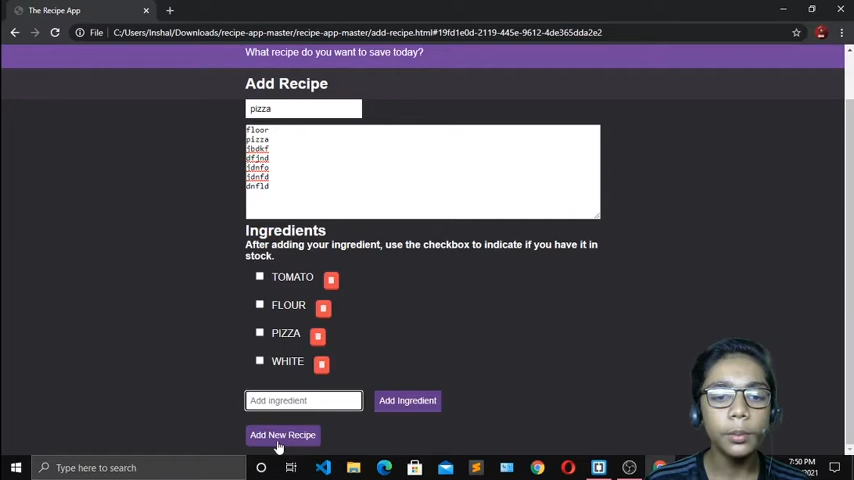 The Recipe App
File
C:/Users/Inshal/Downloads/recipe-app-master/recipe-app-master/add-recipe.html#19fd1e0d-2119-445e-9612-4de365dda2e2
What recipe do you want to save today?
Add Recipe
pizza
floor
pizza
jbdkf
dfjnd
jdnfo
jdnfd
dnfld
Ingredients
After adding your ingredient, use the checkbox to indicate if you have it in
stock.
TOMATO
FLOUR
PIZZA
WHITE
Add ingredient
Add Ingredient
Add New Recipe
Type here to search
7:50 PM